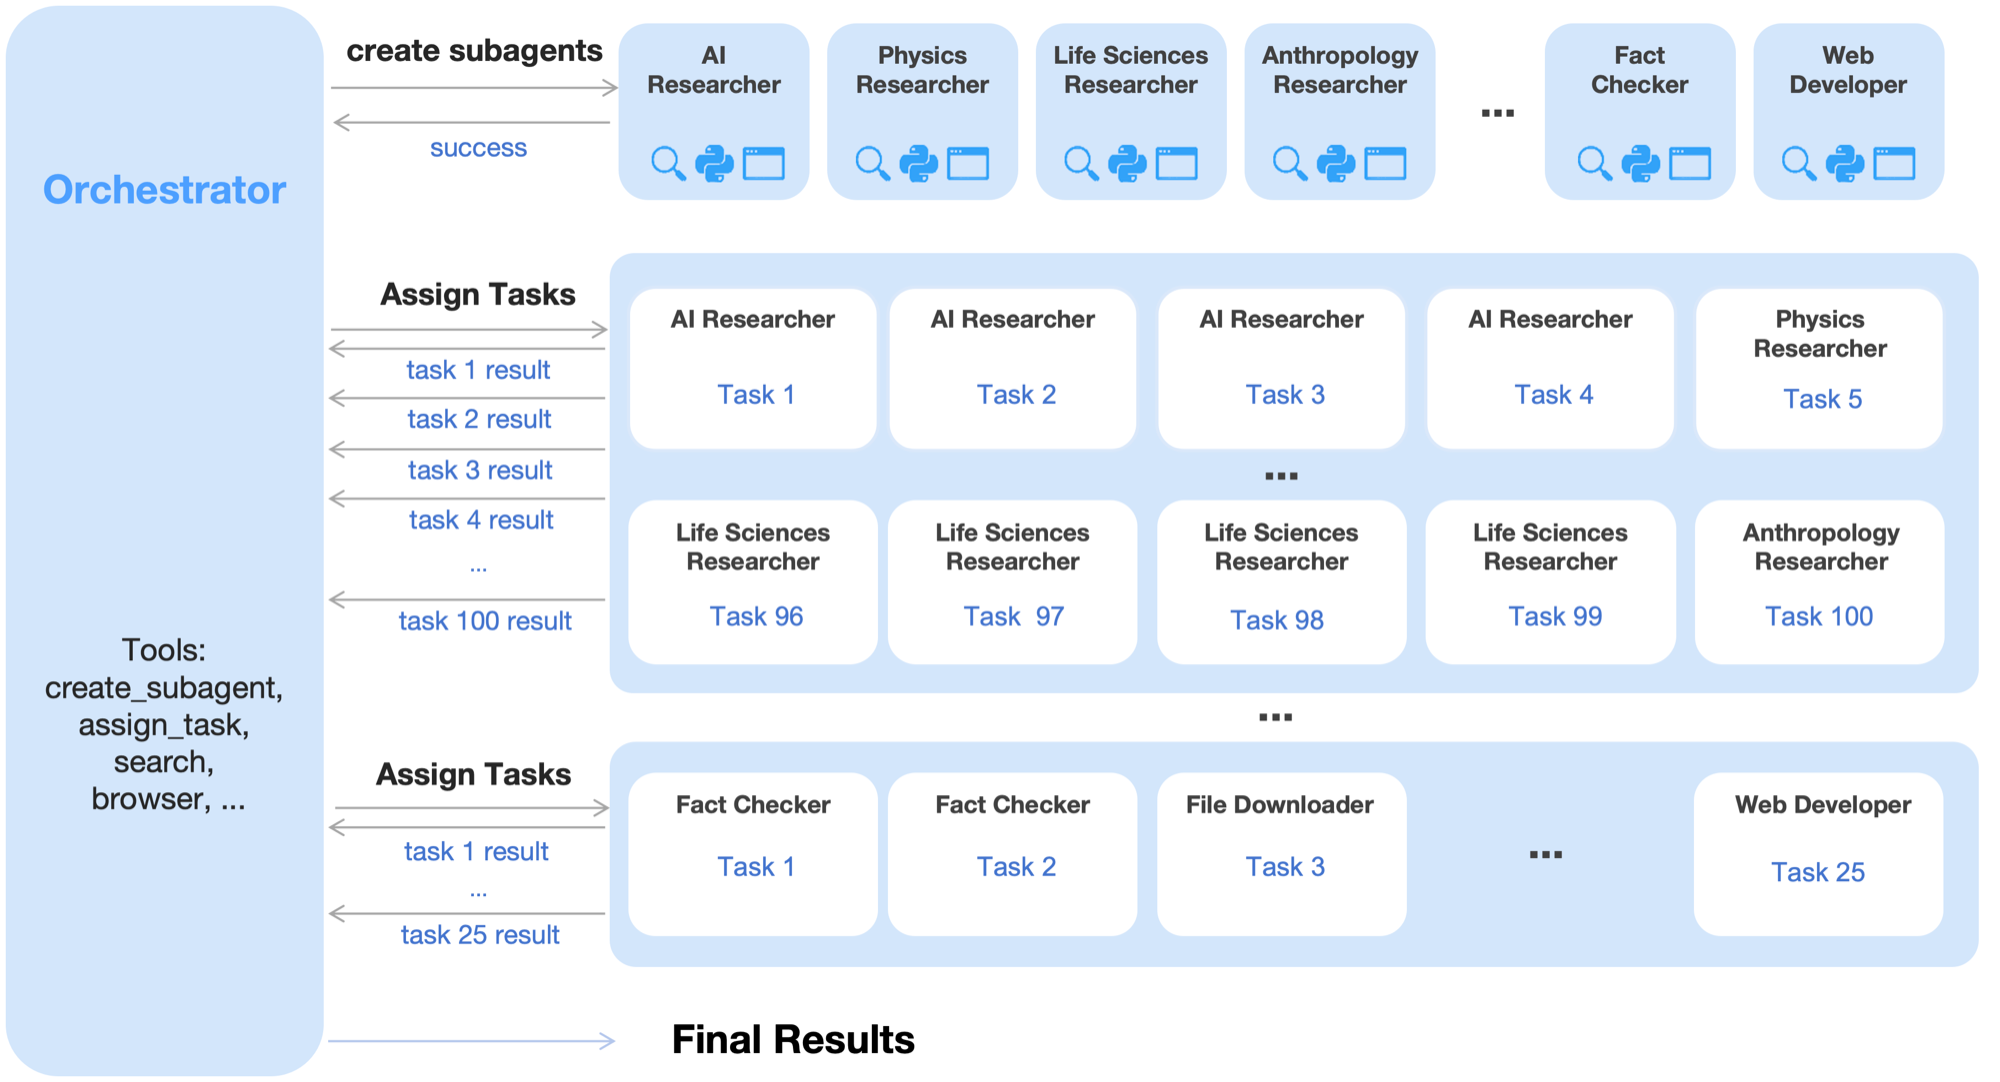 Orchestrator
Tools:
create_subagent,
assign_task,
search,
browser, ...
create subagents
success
AI
Researcher
Physics
Researcher
Life Sciences
Researcher
Anthropology
Researcher
...
Fact
Checker
Web
Developer
Assign Tasks
task 1 result
task 2 result
task 3 result
task 4 result
...
task 100 result
AI Researcher
Task 1
AI Researcher
Task 2
AI Researcher
Task 3
AI Researcher
Task 4
Physics
Researcher
Task 5
...
Life Sciences
Researcher
Task 96
Life Sciences
Researcher
Task  97
Life Sciences
Researcher
Task 98
Life Sciences
Researcher
Task 99
Anthropology
Researcher
Task 100
...
Assign Tasks
task 1 result
...
task 25 result
Fact Checker
Task 1
Fact Checker
Task 2
File Downloader
Task 3
...
Web Developer
Task 25
Final Results